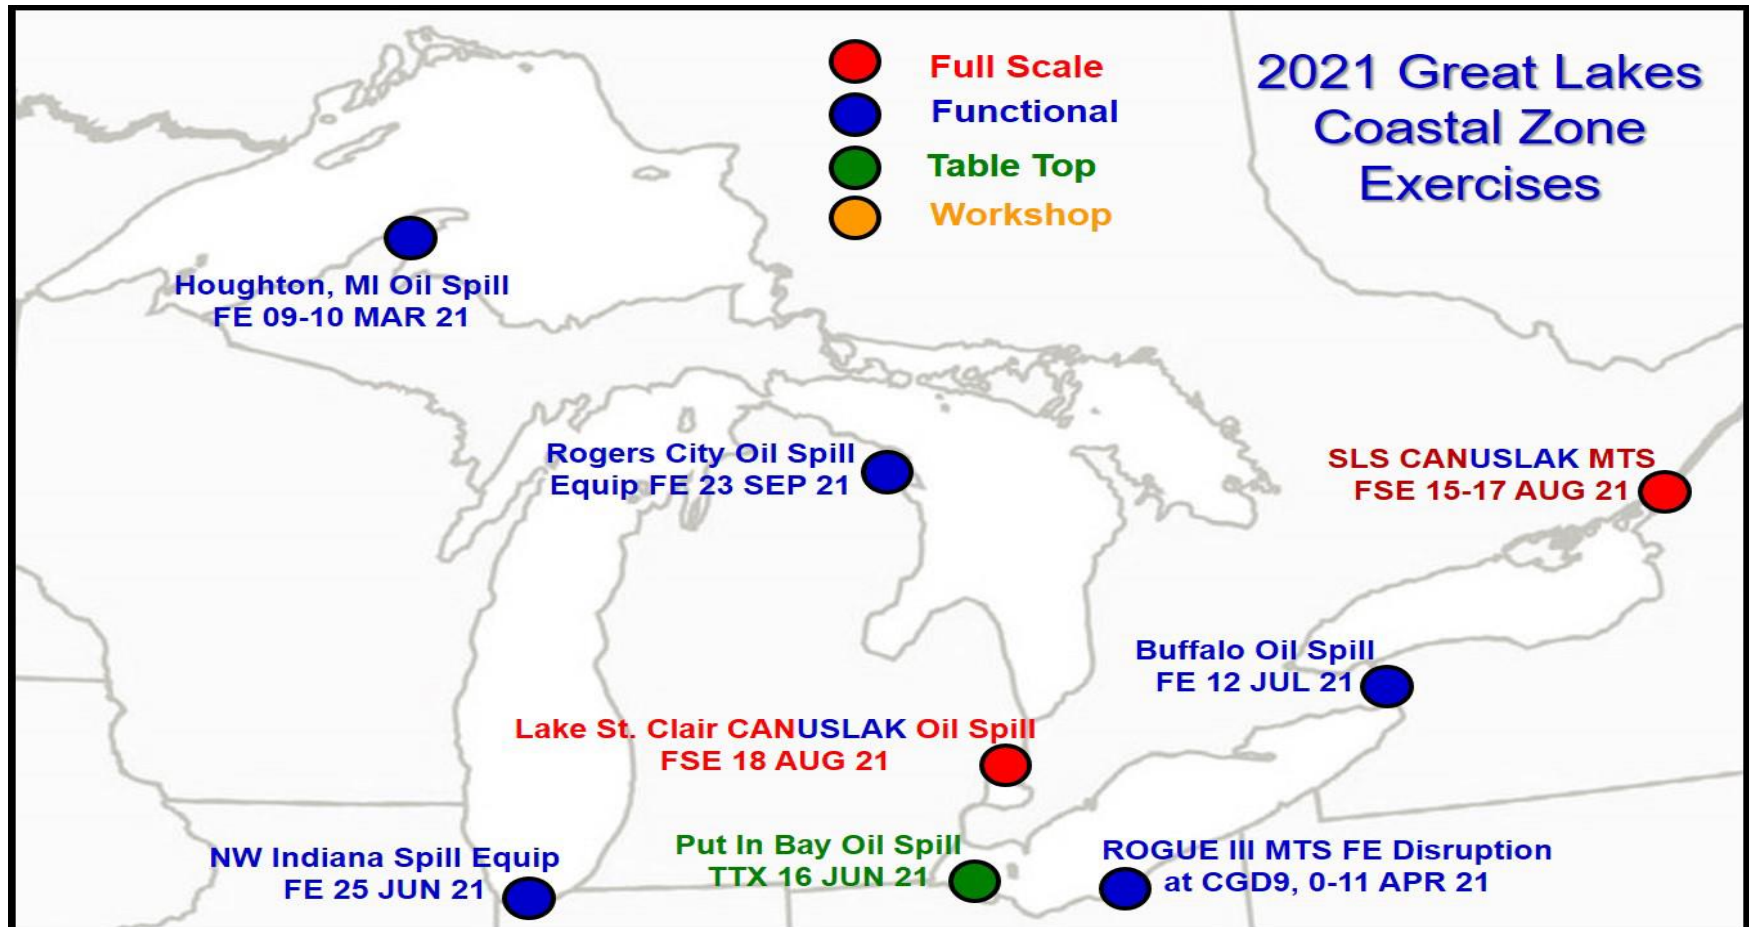 2021 Great Lakes
Coastal Zone
Exercises
Full Scale
Functional
Table Top
Workshop
Houghton, MI Oil Spill
FE 09-10 MAR 21
Rogers City Oil Spill
Equip FE 23 SEP 21
SLS CANUSLAK MTS
FSE 15-17 AUG 21
Buffalo Oil Spill
FE 12 JUL 21
Lake St. Clair CANUSLAK Oil Spill
FSE 18 AUG 21
Put In Bay Oil Spill
TTX 16 JUN 21
NW Indiana Spill Equip
FE 25 JUN 21
ROGUE III MTS FE Disruption
at CGD9, 0-11 APR 21